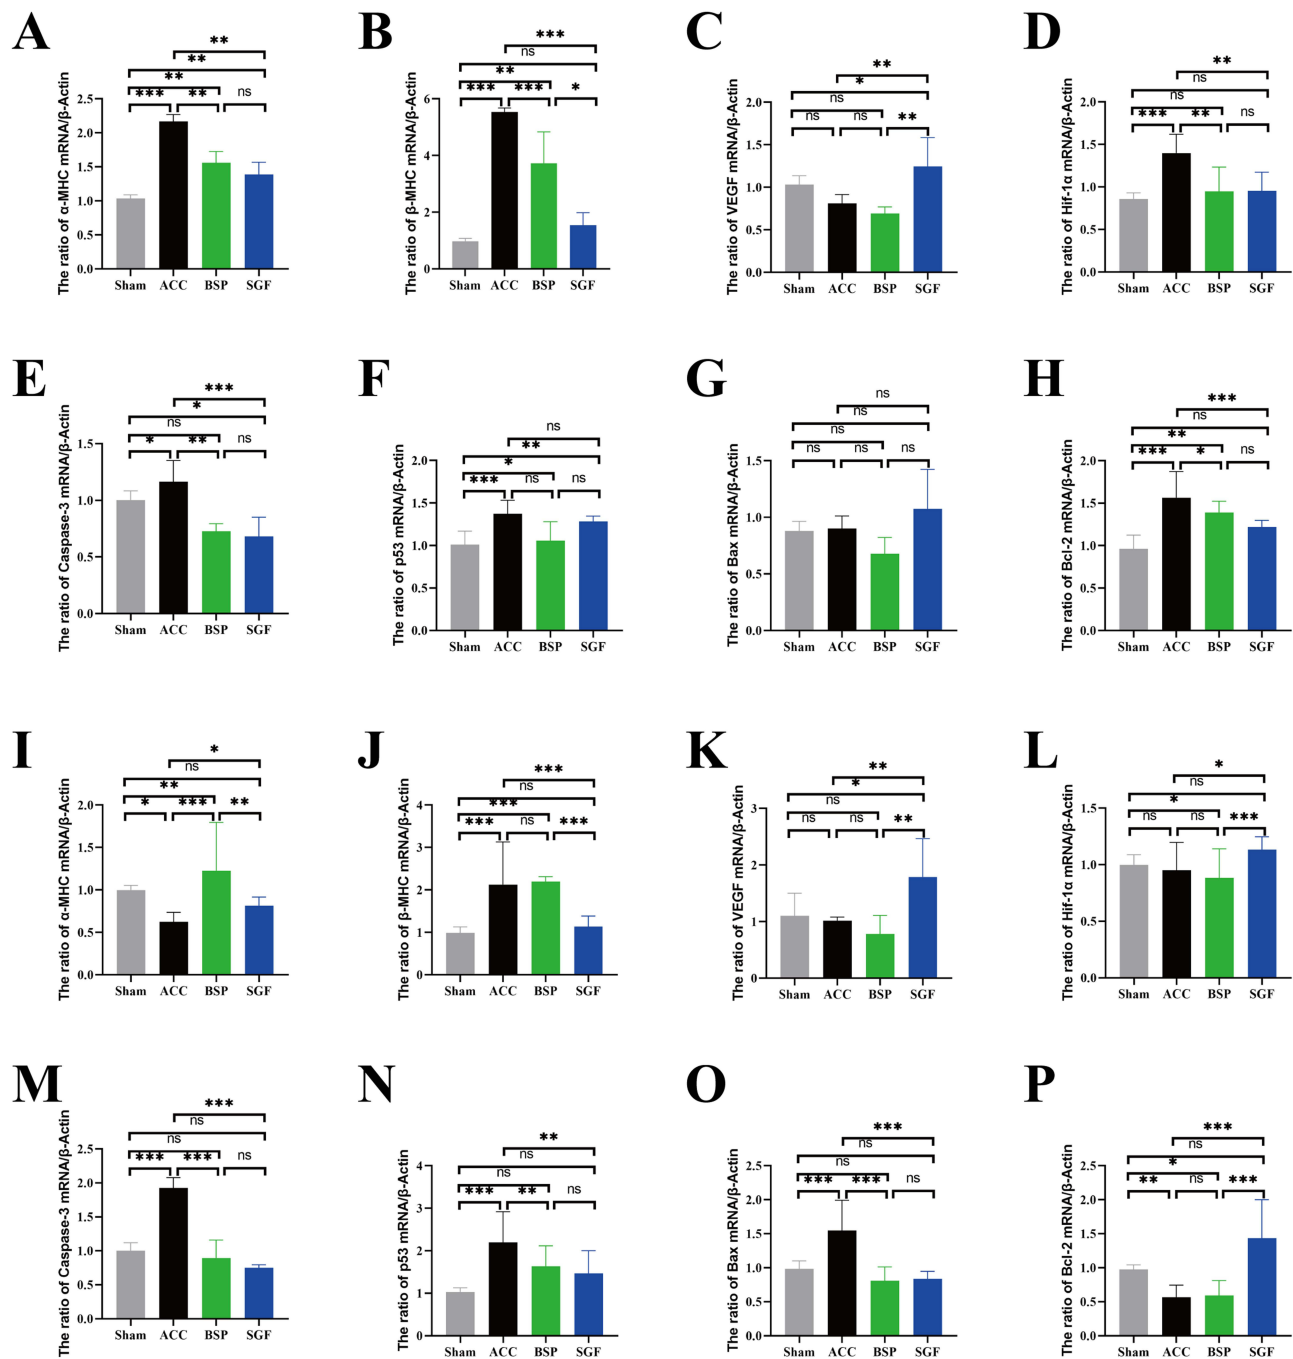 A
The ratio of α-MHC mRNA/β-Actin
**
**
**
*** ** ns
2.5
2.0
1.5
1.0
0.5
0.0
Sham ACC BSP SGF
B
The ratio of β-MHC mRNA/β-Actin
***
ns
**
*** *** *
6
4
2
0
Sham ACC BSP SGF
C
The ratio of VEGF mRNA/β-Actin
**
*
ns
ns ns **
2.0
1.5
1.0
0.5
0.0
Sham ACC BSP SGF
D
The ratio of Hif-1α mRNA/β-Actin
**
ns
ns
*** ** ns
2.0
1.5
1.0
0.5
0.0
Sham ACC BSP SGF
E
The ratio of Caspase-3 mRNA/β-Actin
***
*
ns
* ** ns
1.5
1.0
0.5
0.0
Sham ACC BSP SGF
F
The ratio of p53 mRNA/β-Actin
ns
**
*
*** ns ns
2.0
1.5
1.0
0.5
0.0
Sham ACC BSP SGF
G
The ratio of Bax mRNA/β-Actin
ns
ns
ns
ns ns ns
1.5
1.0
0.5
0.0
Sham ACC BSP SGF
H
The ratio of Bcl-2 mRNA/β-Actin
***
ns
**
*** * ns
2.0
1.5
1.0
0.5
0.0
Sham ACC BSP SGF
I
The ratio of α-MHC mRNA/β-Actin
*
ns
**
* *** **
2.0
1.5
1.0
0.5
0.0
Sham ACC BSP SGF
J
The ratio of β-MHC mRNA/β-Actin
***
ns
***
*** ns ***
4
3
2
1
0
Sham ACC BSP SGF
K
The ratio of VEGF mRNA/β-Actin
**
*
ns
ns ns **
3
2
1
0
Sham ACC BSP SGF
L
The ratio of Hif-1α mRNA/β-Actin
*
ns
*
ns ns ***
1.5
1.0
0.5
0.0
Sham ACC BSP SGF
M
The ratio of Caspase-3 mRNA/β-Actin
***
ns
ns
*** *** ns
2.5
2.0
1.5
1.0
0.5
0.0
Sham ACC BSP SGF
N
The ratio of p53 mRNA/β-Actin
**
ns
ns
*** ** ns
4
3
2
1
0
Sham ACC BSP SGF
O
The ratio of Bax mRNA/β-Actin
***
ns
ns
*** *** ns
2.5
2.0
1.5
1.0
0.5
0.0
Sham ACC BSP SGF
P
The ratio of Bcl-2 mRNA/β-Actin
***
ns
*
** ns ***
2.5
2.0
1.5
1.0
0.5
0.0
Sham ACC BSP SGF